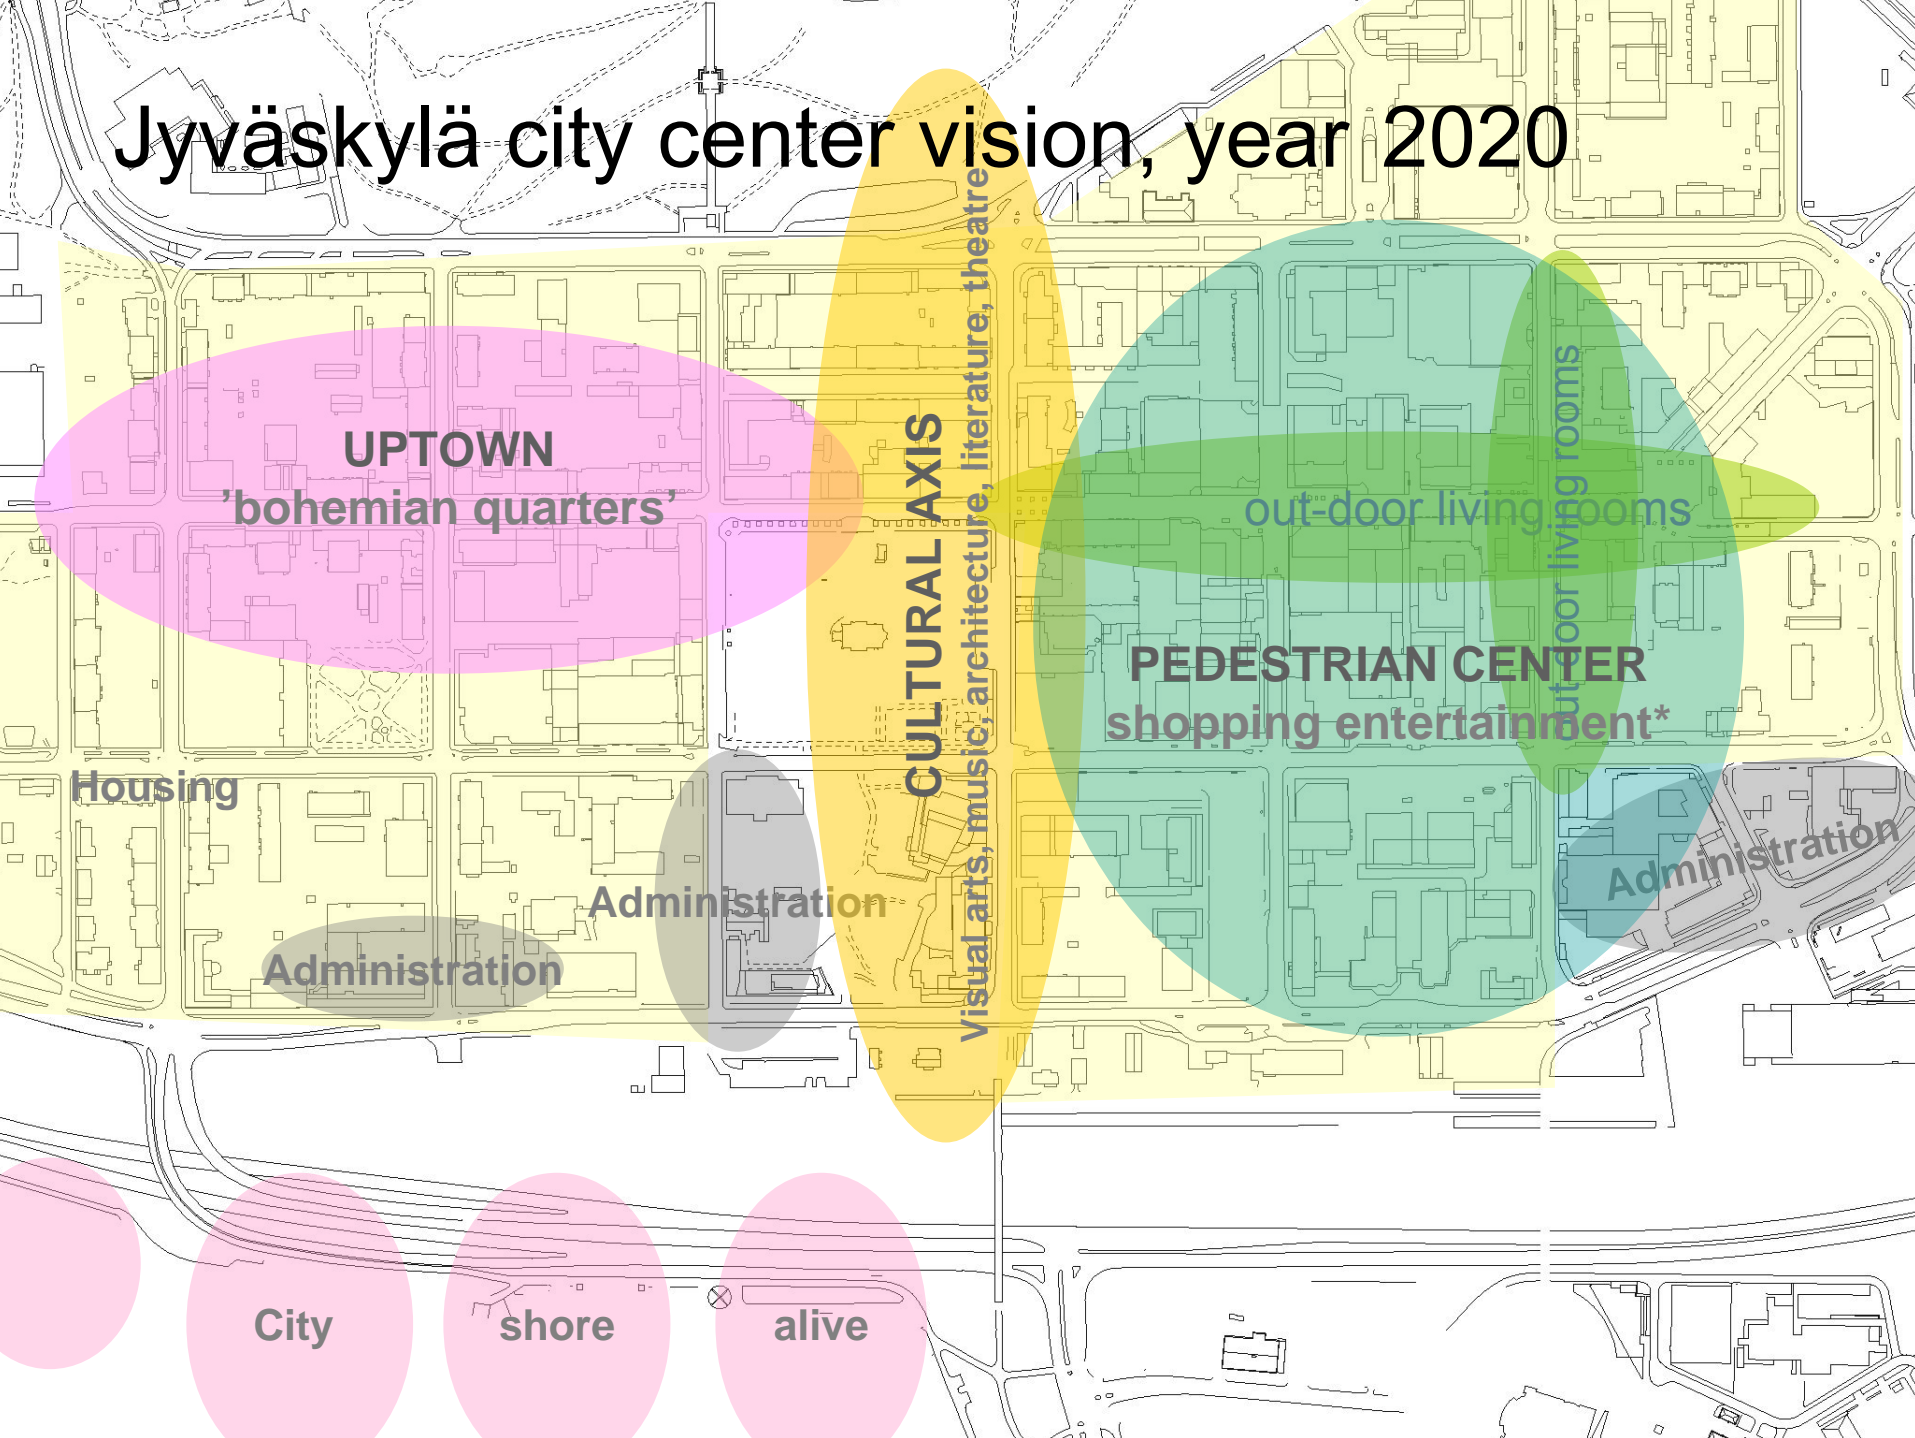 Jyväskylä city center vision, year 2020
UPTOWN
’bohemian quarters’
CULTURAL AXIS
Visual arts, music, architecture, literature, theatre
out-door living rooms
out-door living rooms
PEDESTRIAN CENTER
shopping entertainment*
Housing
Administration
Administration
Administration
City
shore
alive